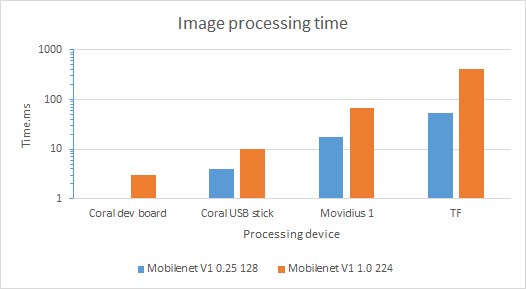 Image processing time
1000
100
10
1
Time.ms
Coral dev board Coral USB stick Movidius 1 TF
Processing device
Mobilenet V1 0.25 128 Mobilenet V1 1.0 224